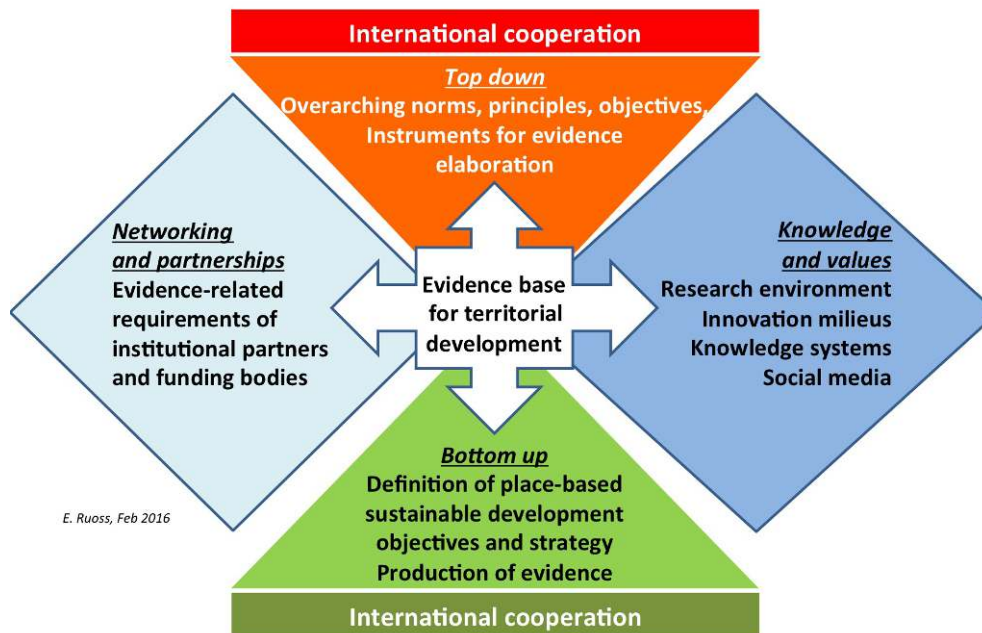 International cooperation
Top down
Overarching norms, principles, objectives,
Instruments for evidence
elaboration
Networking
and partnerships
Evidence-related
requirements of
institutional partners
and funding bodies
Evidence base
for territorial
development
Knowledge
and values
Research environment
Innovation milieus
Knowledge systems
Social media
Bottom up
Definition of place-based
sustainable development
objectives and strategy
Production of evidence
E. Ruoss, Feb 2016
International cooperation